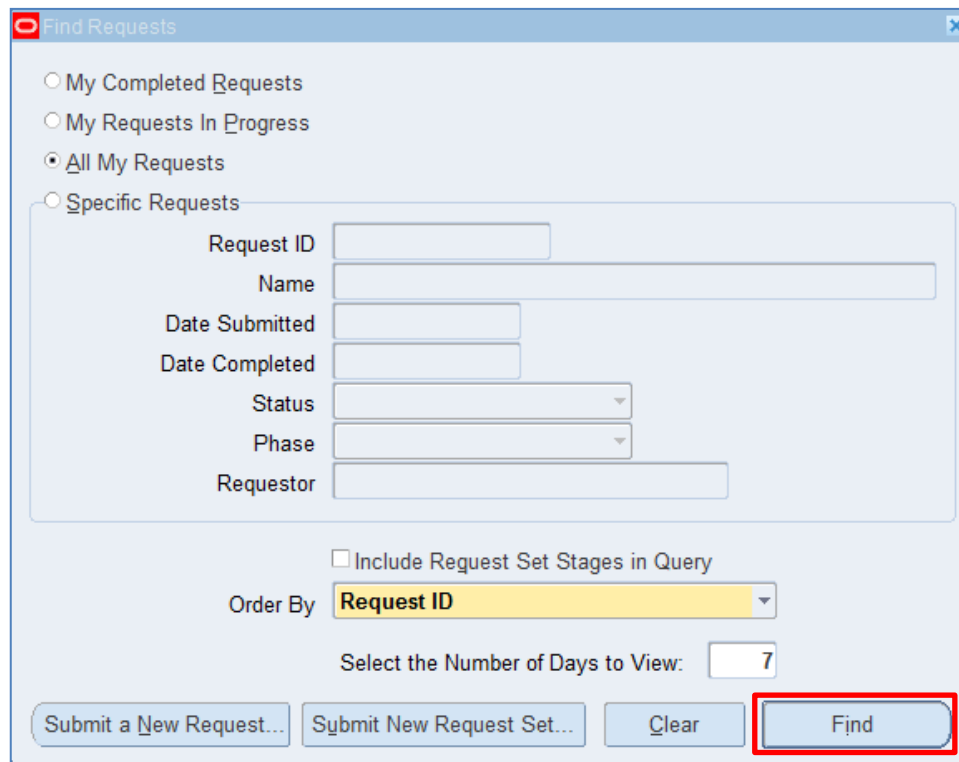 Find Requests
My Completed Requests
My Requests In Progress
All My Requests
Specific Requests
Request ID
Name
Date Submitted
Date Completed
Status
Phase
Requestor
Include Request Set Stages in Query
Order By Request ID
Select the Number of Days to View: 7
Submit a New Request... Submit New Request Set... Clear Find